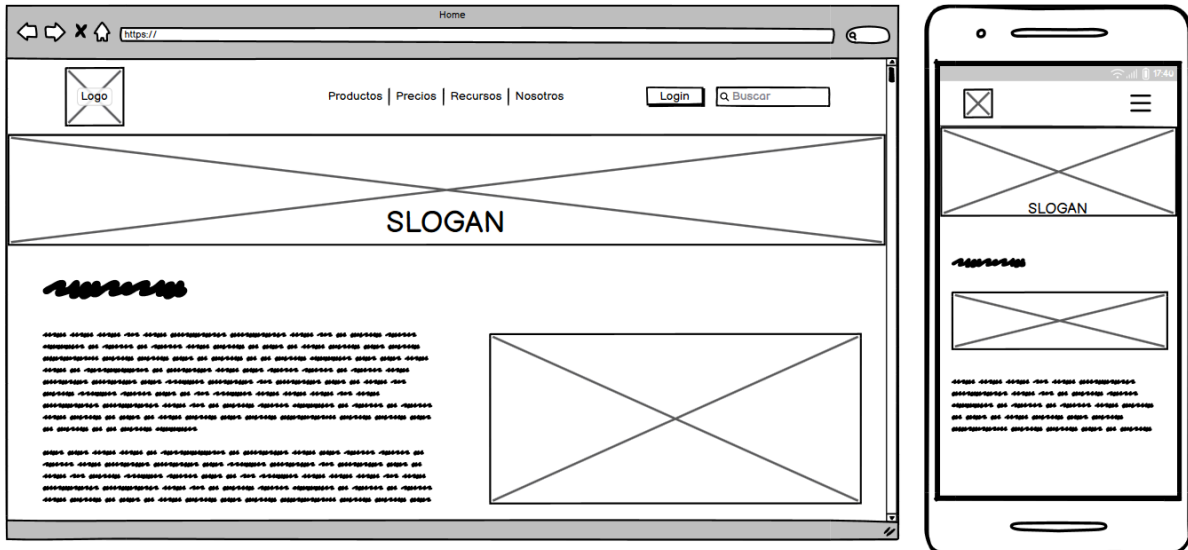 Home
https://
Logo
Productos | Precios | Recursos | Nosotros
Login
Buscar
SLOGAN
17:40
SLOGAN